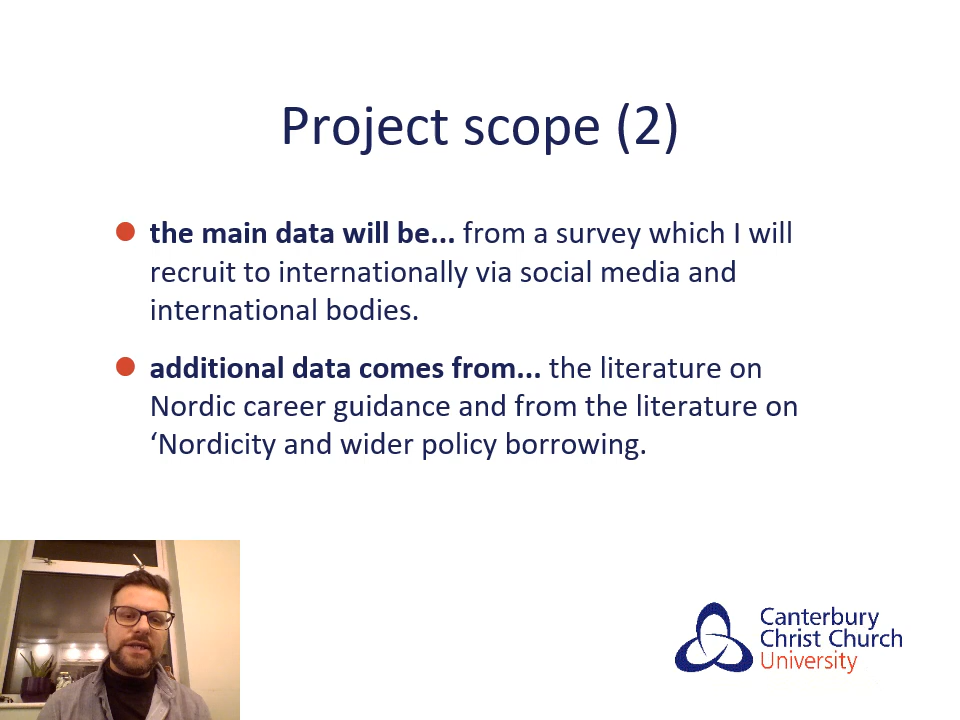 Project scope (2)
the main data will be... from a survey which I will
recruit to internationally via social media and
international bodies.
additional data comes from... the literature on
Nordic career guidance and from the literature on
‘Nordicity and wider policy borrowing.
Canterbury
Christ Church
University